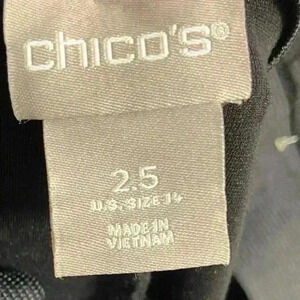 chico's®
2.5
U.S. SIZE 14
MADE IN
VIETNAM